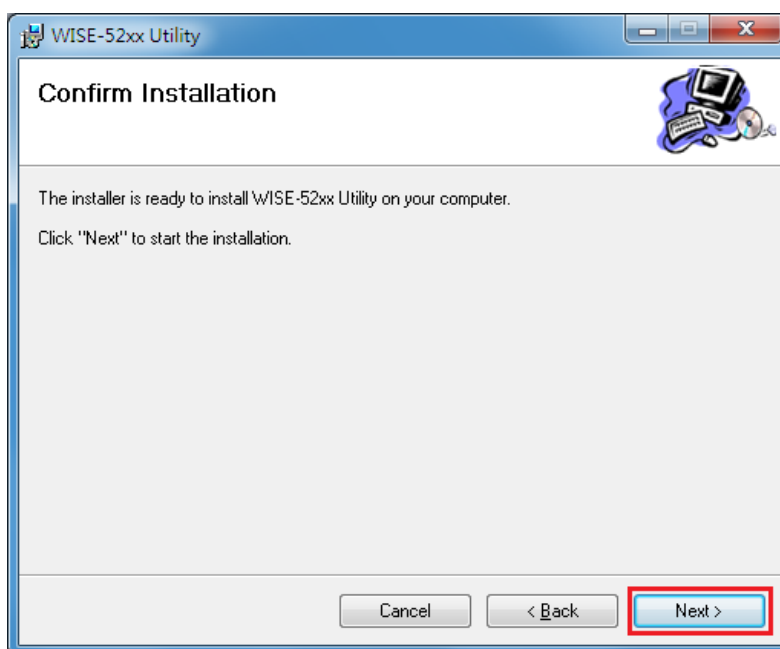 WISE-52xx Utility
Confirm Installation
The installer is ready to install WISE-52xx Utility on your computer.
Click "Next" to start the installation.
Cancel
< Back
Next >